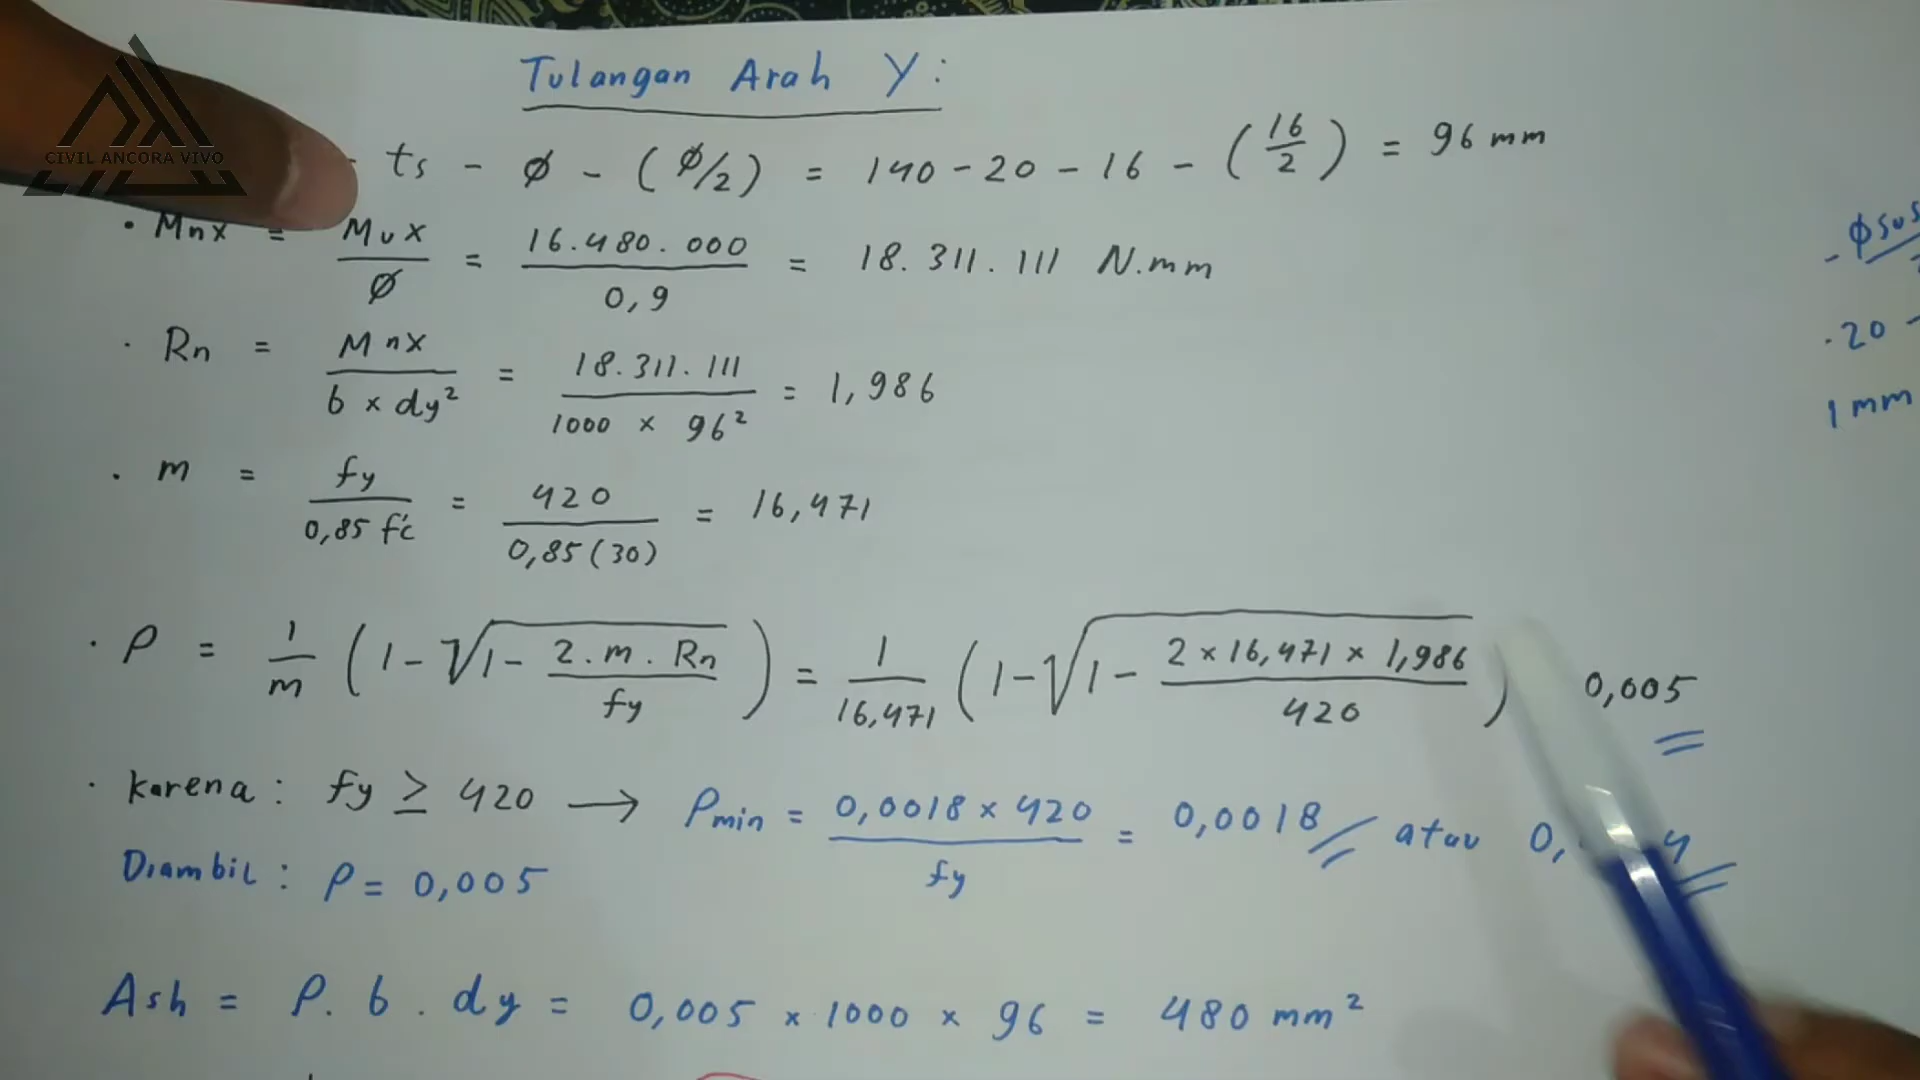 CIVIL ANCORA VIVO
Tulangan Arah Y:
- ts - ø - (ø/2) = 140 - 20 - 16 - (16/2) = 96 mm
• Mnx = Mux/ø = 16.480.000/0,9 = 18.311.111 N.mm
• Rn = Mnx/b x dy² = 18.311.111/1000 x 96² = 1,986
• m = fy/0,85 f'c = 420/0,85(30) = 16,471
• ρ = 1/m (1-√1- 2.m.Rn/fy) = 1/16,471 (1-√1- 2 x 16,471 x 1,986/420) 0,005
• Karena: fy ≥ 420 → ρmin = 0,0018 x 420/fy = 0,0018 atau
Diambil: ρ = 0,005
Ash = ρ. b. dy = 0,005 x 1000 x 96 = 480 mm²
- øsus
• 20 -
1 mm